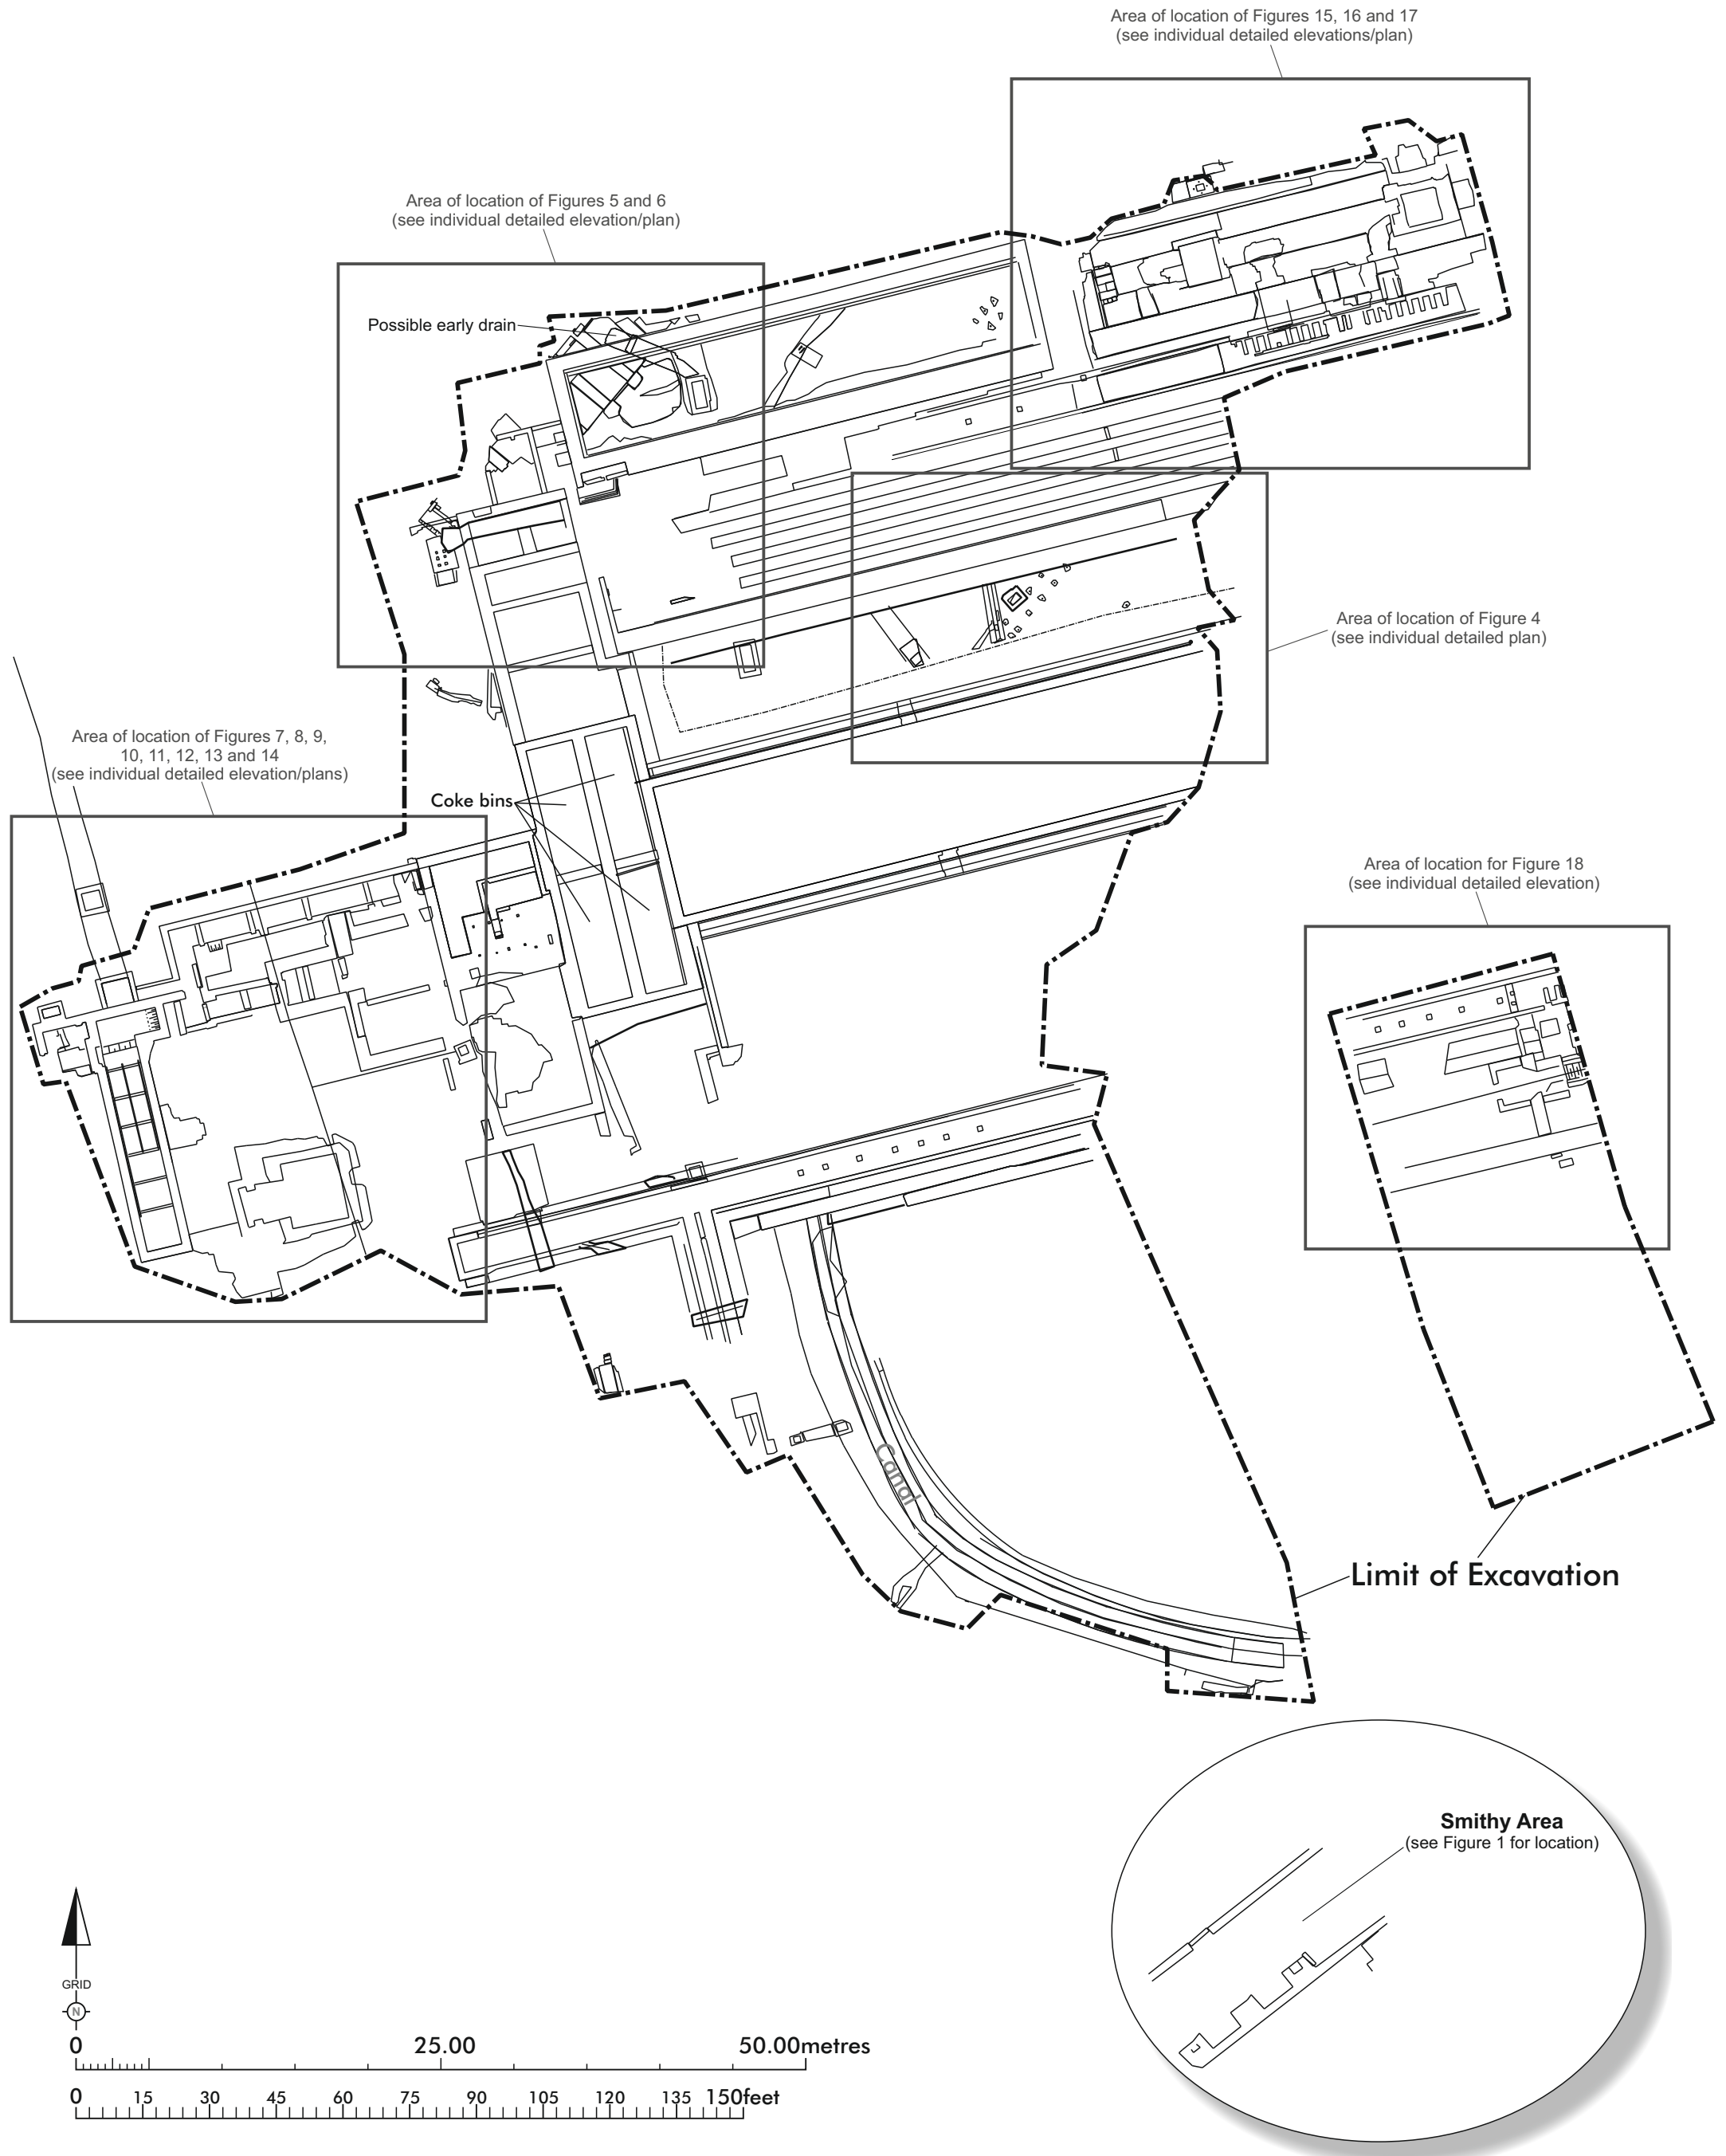 Area of location of Figures 15, 16 and 17
(see individual detailed elevations/plan)
Area of location of Figures 5 and 6
(see individual detailed elevation/plan)
Possible early drain
Area of location of Figure 4
(see individual detailed plan)
Area of location of Figures 7, 8, 9,
10, 11, 12, 13 and 14
(see individual detailed elevation/plans)
Coke bins
Area of location for Figure 18
(see individual detailed elevation)
Canal
Limit of Excavation
Smithy Area
(see Figure 1 for location)
GRID
N
0 25.00 50.00metres
0 15 30 45 60 75 90 105 120 135 150feet